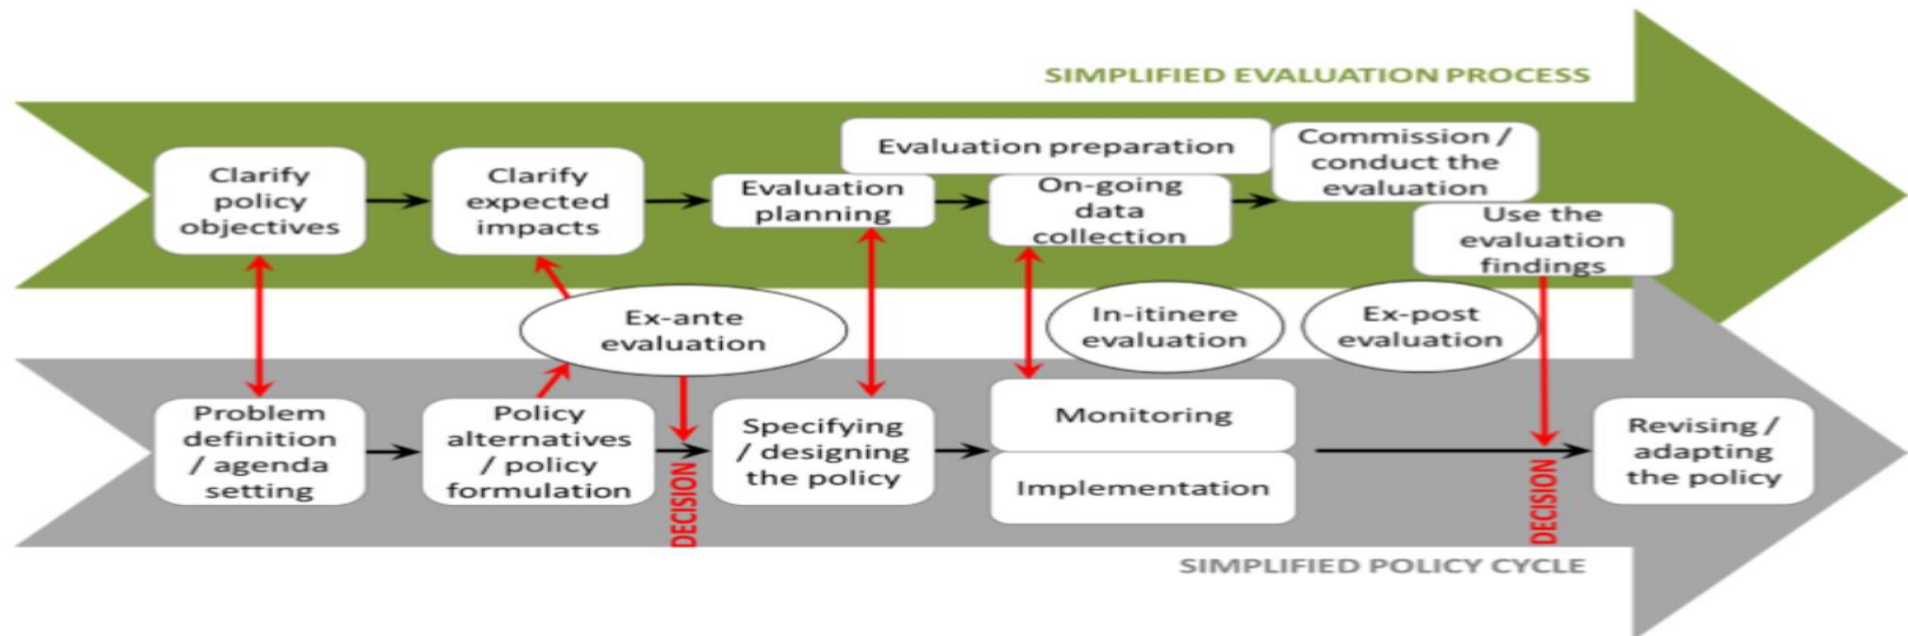 SIMPLIFIED EVALUATION PROCESS
Clarify
policy
objectives
Clarify
expected
impacts
Evaluation
planning
Evaluation preparation
On-going
data
collection
Commission /
conduct the
evaluation
Use the
evaluation
findings
Ex-ante
evaluation
In-itinere
evaluation
Ex-post
evaluation
Problem
definition
/ agenda
setting
Policy
alternatives
/ policy
formulation
DECISION
Specifying
/ designing
the policy
Monitoring
Implementation
DECISION
Revising /
adapting
the policy
SIMPLIFIED POLICY CYCLE